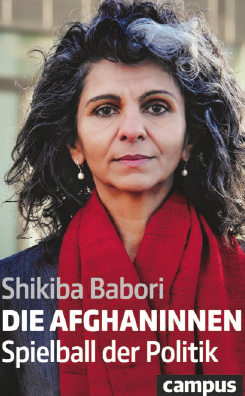 Shikiba Babori
DIE AFGHANINNEN
Spielball der Politik
campus